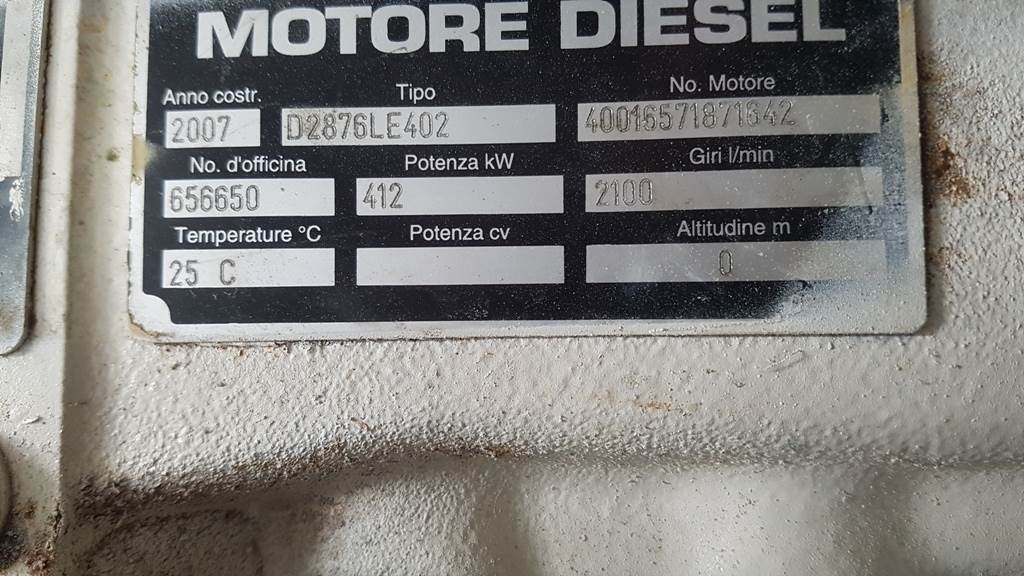 MOTORE DIESEL
Anno costr. Tipo No. Motore
2007 D2876LE402 40016571871642
No. d'officina Potenza kW Giri l/min
656650 412 2100
Temperature °C Potenza cv Altitudine m
25 C 0